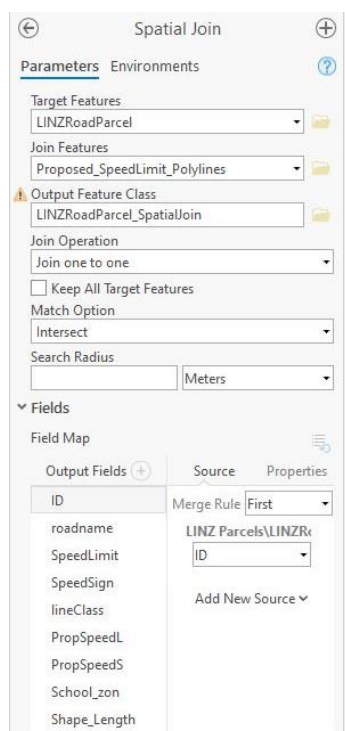 Spatial Join
Parameters Environments
Target Features
LINZRoadParcel
Join Features
Proposed_SpeedLimit_Polylines
Output Feature Class
LINZRoadParcel_SpatialJoin
Join Operation
Join one to one
Keep All Target Features
Match Option
Intersect
Search Radius
Meters
Fields
Field Map
Output Fields Source Properties
ID Merge Rule First
roadname LINZ Parcels\LINZRo
SpeedLimit ID
SpeedSign
lineClass Add New Source
PropSpeedL
PropSpeedS
School_zon
Shape_Length